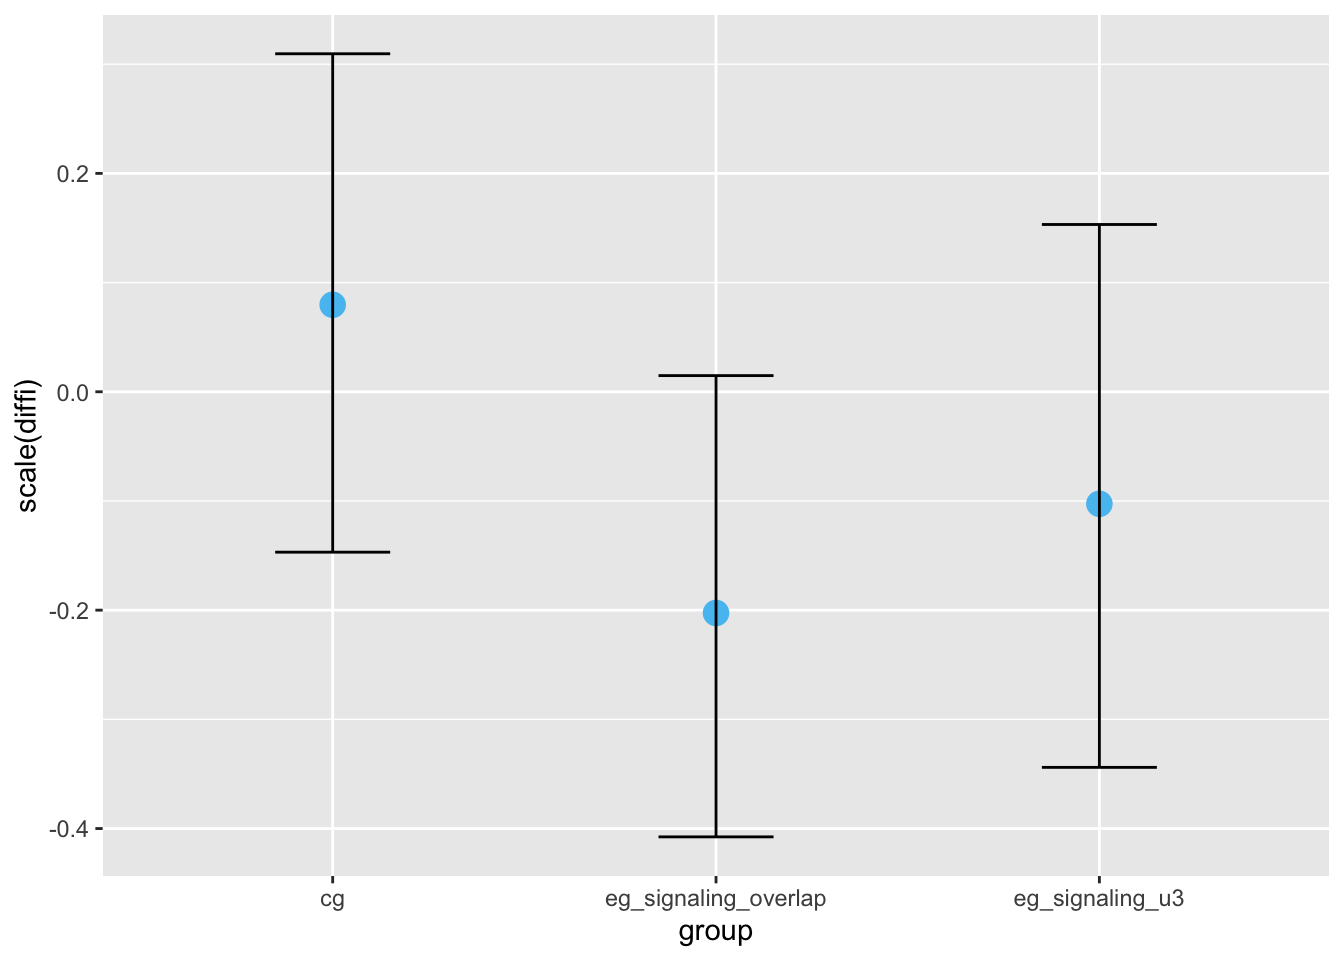 scale(diffi)
0.2
0.0
-0.2
-0.4
cg
eg_signaling_overlap
eg_signaling_u3
group